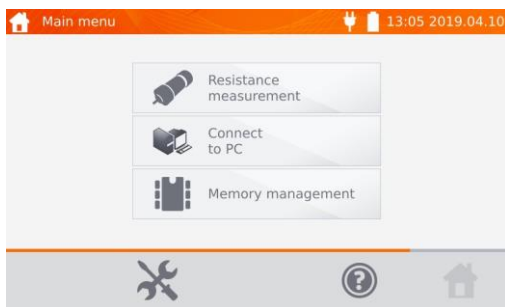 Main menu
13:05 2019.04.10
Resistance
measurement
Connect
to PC
Memory management
?